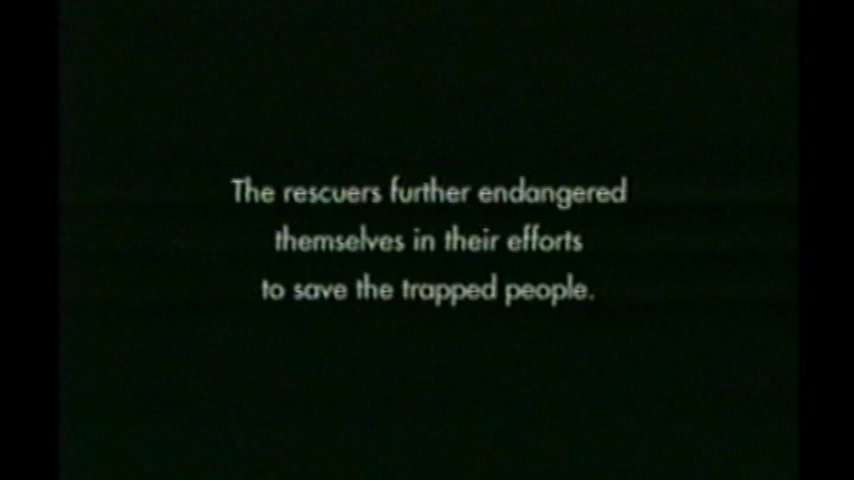 The rescuers further endangered
themselves in their efforts
to save the trapped people.